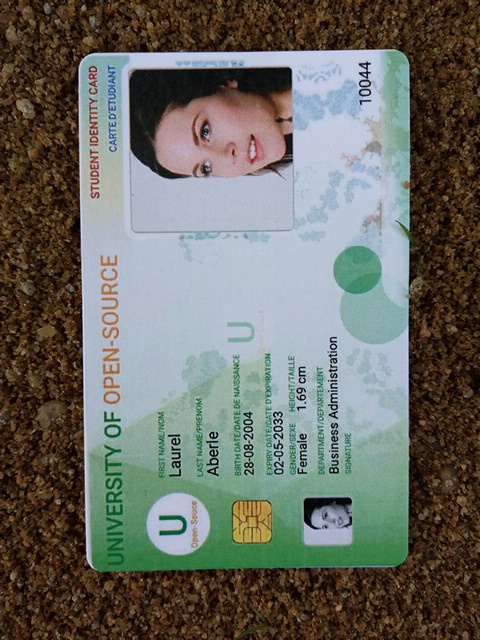 UNIVERSITY OF OPEN-SOURCE
STUDENT IDENTITY CARD
CARTE D'ETUDIANT
U
Open-Souce
FIRST NAME/NOM
Laurel
LAST NAME/PRENOM
Aberle
BIRTH DATE/DATE DE NAISSANCE
28-08-2004
EXPIRY DATE/DATE D'EXPIRATION
02-05-2033
GENDER/SEXE HEIGHT/TAILLE
Female 1.69 cm
DEPARTMENT/DEPARTEMENT
Business Administration
SIGNATURE
U
10044